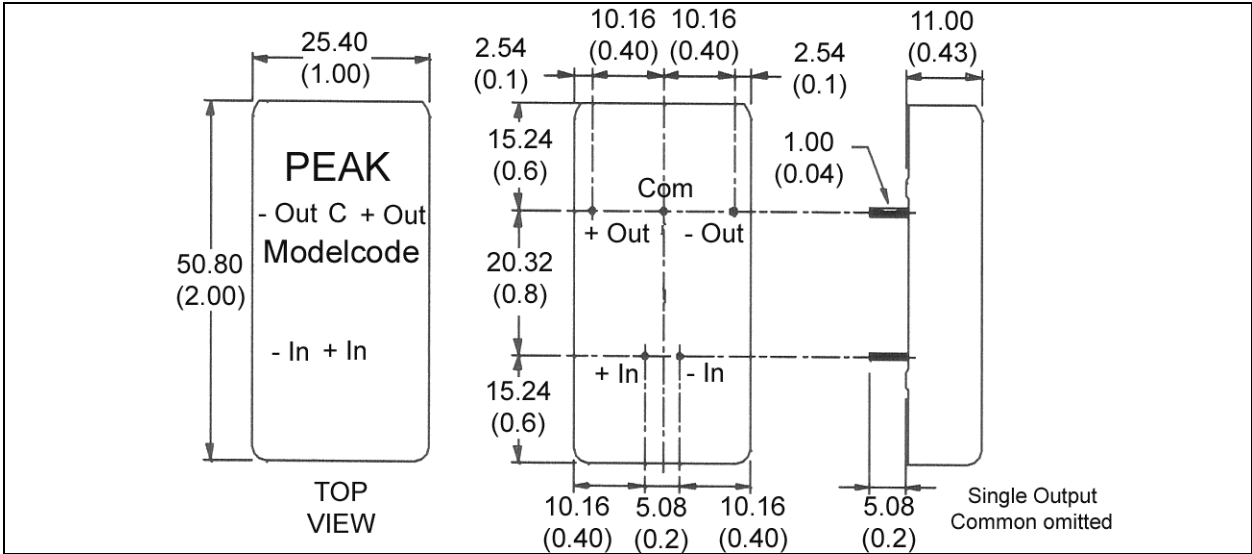 25.40
(1.00)
50.80
(2.00)
PEAK
- Out C + Out
Modelcode
- In + In
TOP
VIEW
10.16 10.16
(0.40) (0.40)
2.54
(0.1)
2.54
(0.1)
15.24
(0.6)
20.32
(0.8)
15.24
(0.6)
Com
+ Out - Out
+ In - In
10.16 5.08 10.16
(0.40) (0.2) (0.40)
11.00
(0.43)
1.00
(0.04)
5.08
(0.2)
Single Output
Common omitted